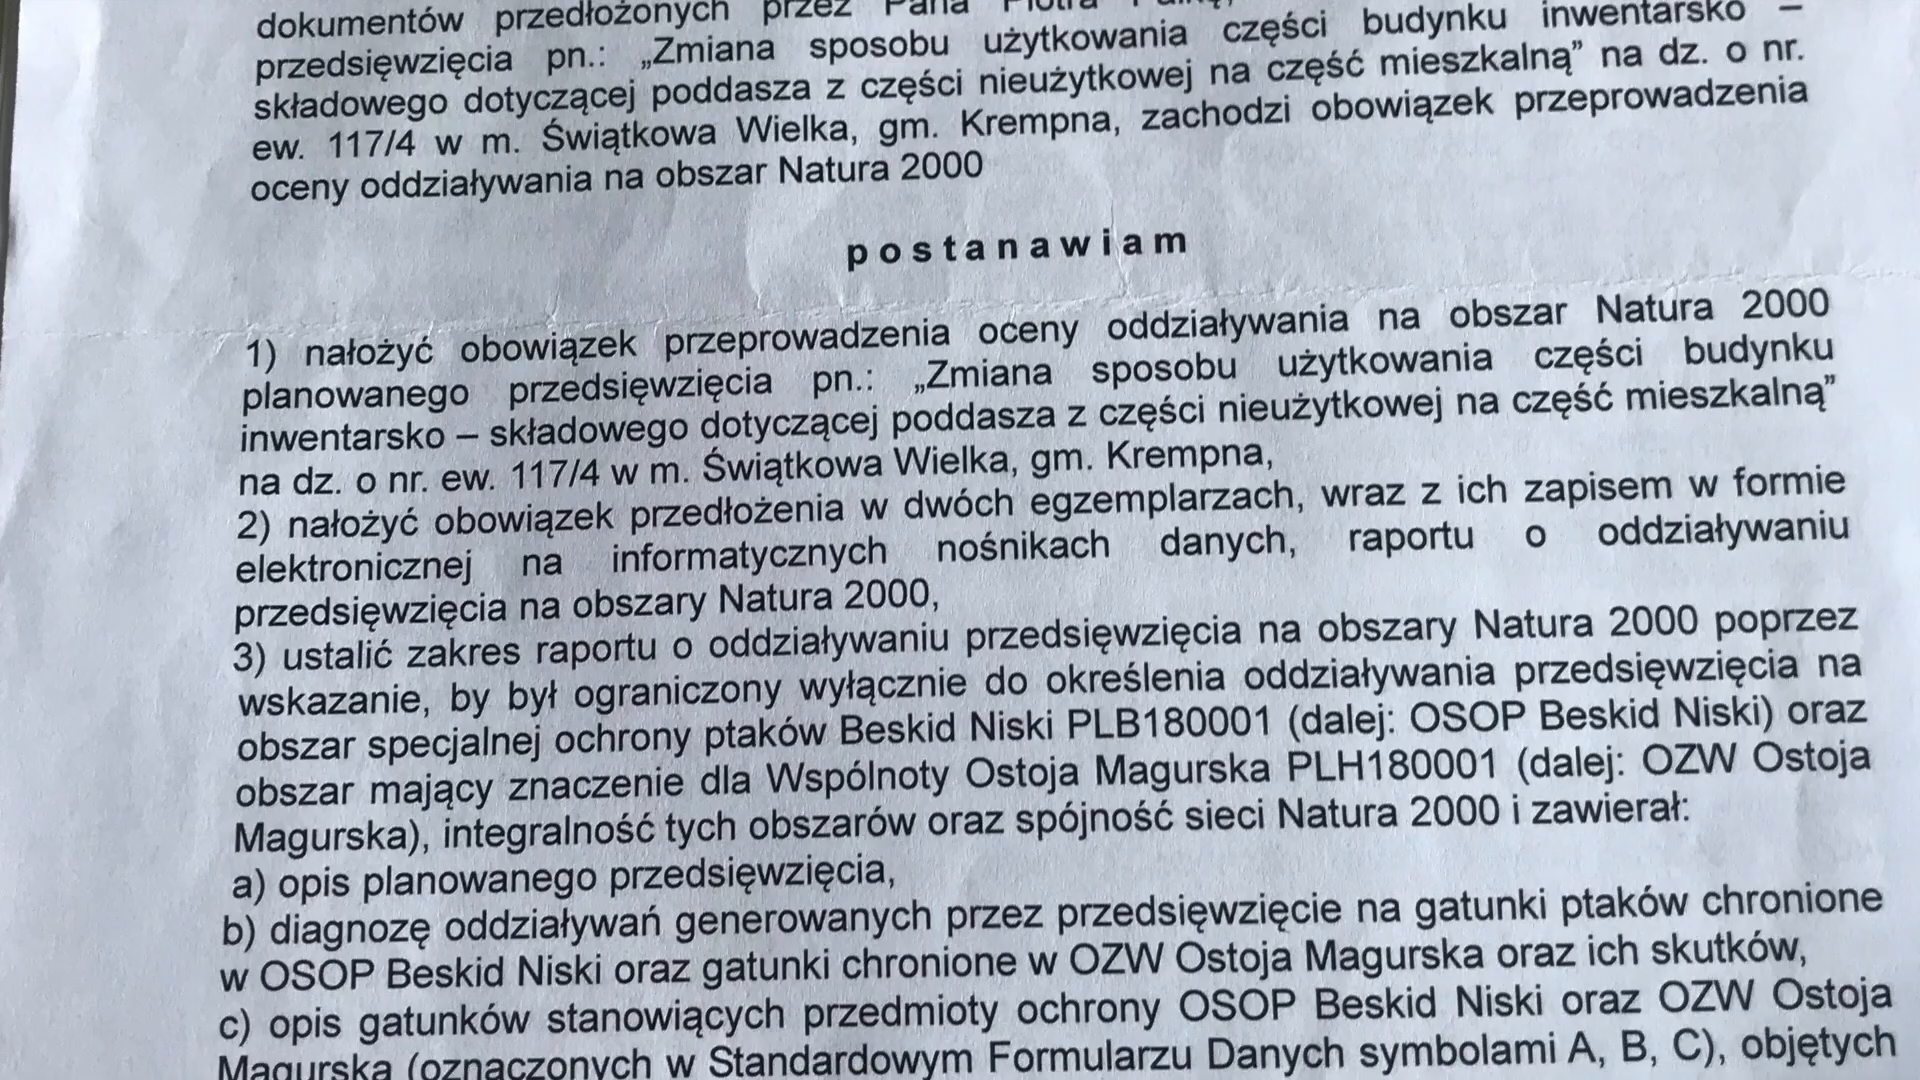 dokumentów przedłożonych przez Pana
przedsięwzięcia pn.: „Zmiana sposobu użytkowania części budynku inwentarsko –
składowego dotyczącej poddasza z części nieużytkowej na część mieszkalną” na dz. o nr.
ew. 117/4 w m. Świątkowa Wielka, gm. Krempna, zachodzi obowiązek przeprowadzenia
oceny oddziaływania na obszar Natura 2000
postanawiam
1) nałożyć obowiązek przeprowadzenia oceny oddziaływania na obszar Natura 2000
planowanego przedsięwzięcia pn.: „Zmiana sposobu użytkowania części budynku
inwentarsko – składowego dotyczącej poddasza z części nieużytkowej na część mieszkalną”
na dz. o nr. ew. 117/4 w m. Świątkowa Wielka, gm. Krempna,
2) nałożyć obowiązek przedłożenia w dwóch egzemplarzach, wraz z ich zapisem w formie
elektronicznej na informatycznych nośnikach danych, raportu o oddziaływaniu
przedsięwzięcia na obszary Natura 2000,
3) ustalić zakres raportu o oddziaływaniu przedsięwzięcia na obszary Natura 2000 poprzez
wskazanie, by był ograniczony wyłącznie do określenia oddziaływania przedsięwzięcia na
obszar specjalnej ochrony ptaków Beskid Niski PLB180001 (dalej: OSOP Beskid Niski) oraz
obszar mający znaczenie dla Wspólnoty Ostoja Magurska PLH180001 (dalej: OZW Ostoja
Magurska), integralność tych obszarów oraz spójność sieci Natura 2000 i zawierał:
a) opis planowanego przedsięwzięcia,
b) diagnozę oddziaływań generowanych przez przedsięwzięcie na gatunki ptaków chronione
w OSOP Beskid Niski oraz gatunki chronione w OZW Ostoja Magurska oraz ich skutków,
c) opis gatunków stanowiących przedmioty ochrony OSOP Beskid Niski oraz OZW Ostoja
Magurska (oznaczonych w Standardowym Formularzu Danych symbolami A, B, C), objętych